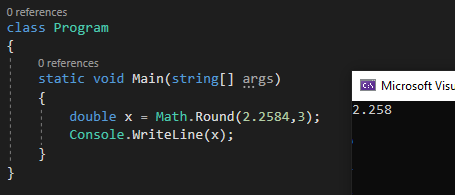 0 references
class Program
{
0 references
static void Main(string[] args)
{
double x = Math.Round(2.2584,3);
Console.WriteLine(x);
}
}
Microsoft Visu
2.258